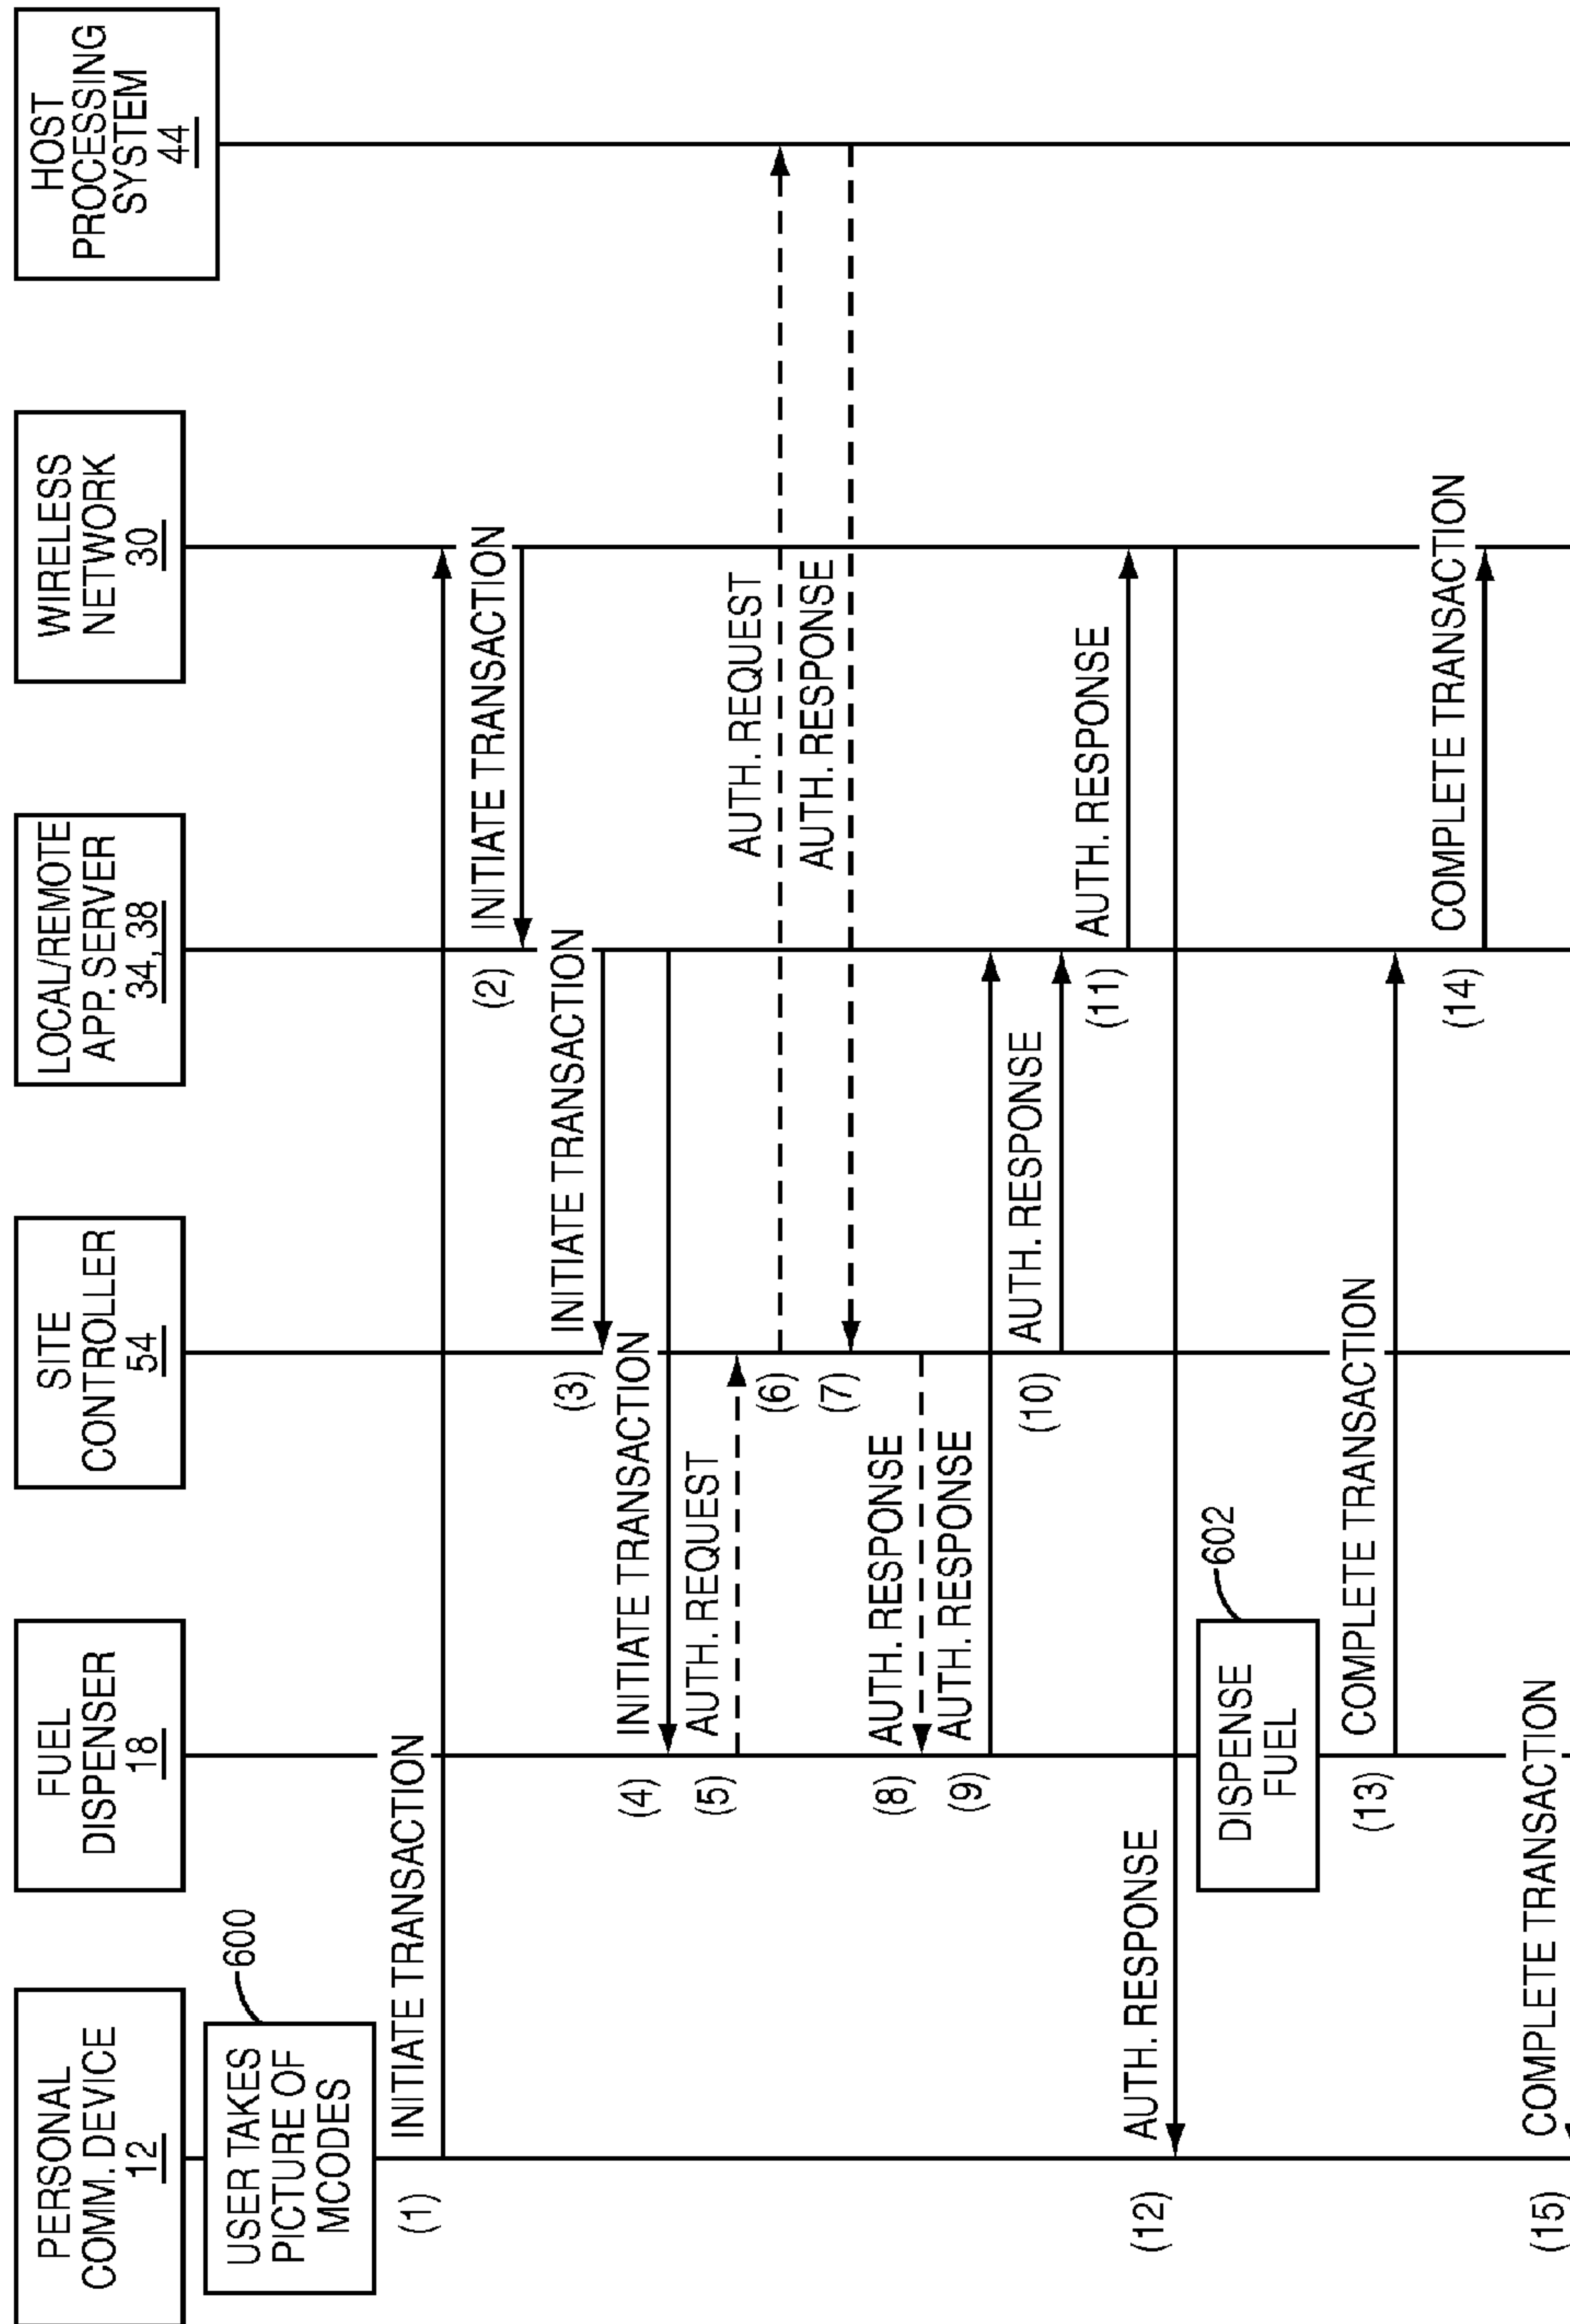 PERSONAL
COMM. DEVICE
12
FUEL
DISPENSER
18
SITE
CONTROLLER
54
LOCAL/REMOTE
APP. SERVER
34, 38
WIRELESS
NETWORK
30
HOST
PROCESSING
SYSTEM
44
USER TAKES
PICTURE OF
MCODES
600
(1)
INITIATE TRANSACTION
(2)
INITIATE TRANSACTION
(3)
INITIATE TRANSACTION
(4)
INITIATE TRANSACTION
(5)
AUTH. REQUEST
(6)
AUTH. REQUEST
(7)
AUTH. RESPONSE
(8)
AUTH. RESPONSE
(9)
AUTH. RESPONSE
(10)
AUTH. RESPONSE
(11)
AUTH. RESPONSE
(12)
AUTH. RESPONSE
DISPENSE
FUEL
602
(13)
COMPLETE TRANSACTION
(14)
COMPLETE TRANSACTION
(15)
COMPLETE TRANSACTION